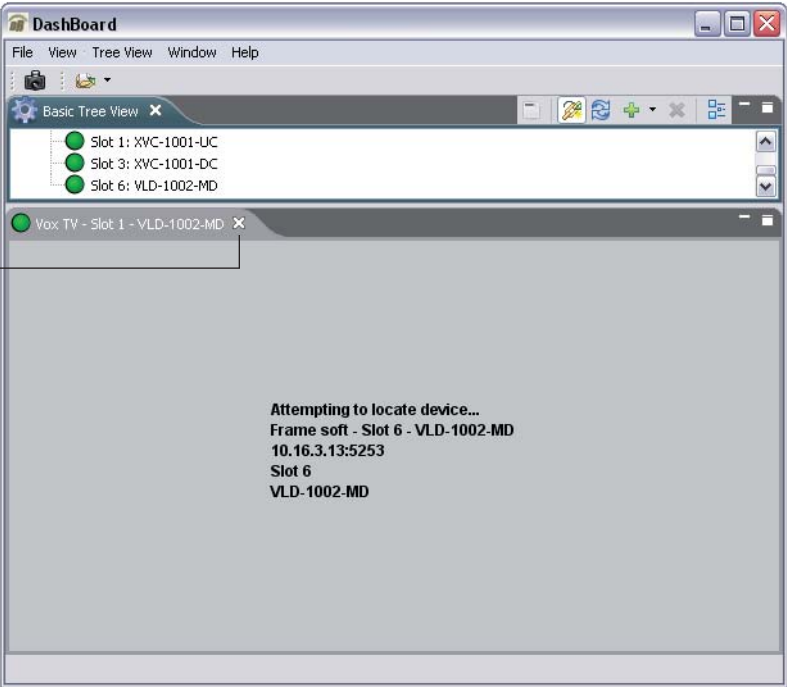 DashBoard
File View Tree View Window Help
Basic Tree View
Slot 1: XVC-1001-UC
Slot 3: XVC-1001-DC
Slot 6: VLD-1002-MD
Vox TV - Slot 1 - VLD-1002-MD
Attempting to locate device...
Frame soft - Slot 6 - VLD-1002-MD
10.16.3.13:5253
Slot 6
VLD-1002-MD